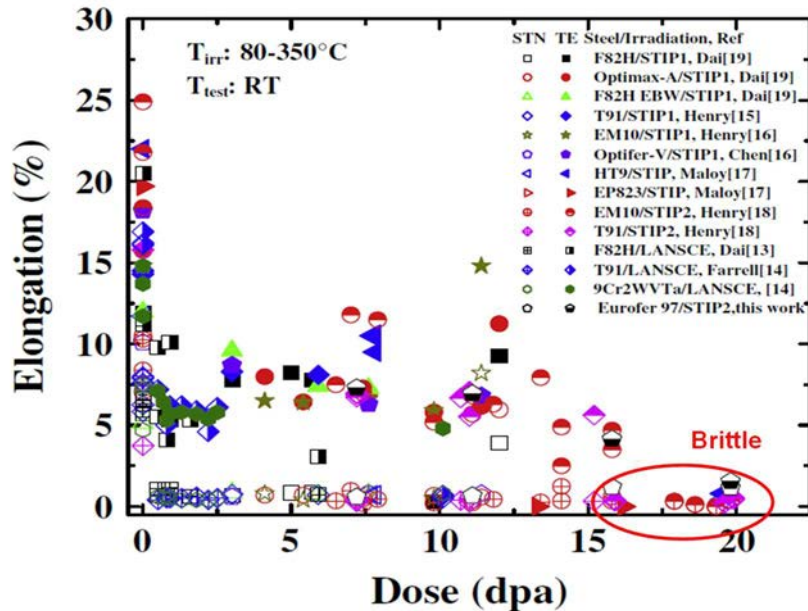 T_irr: 80-350°C
T_test: RT
STN TE Steel/Irradiation, Ref
F82H/STIP1, Dai[19]
Optimax-A/STIP1, Dai[19]
F82H EBW/STIP1, Dai[19]
T91/STIP1, Henry[15]
EM10/STIP1, Henry[16]
Optifer-V/STIP1, Chen[16]
HT9/STIP, Maloy[17]
EP823/STIP, Maloy[17]
EM10/STIP2, Henry[18]
T91/STIP2, Henry[18]
F82H/LANSCE, Dai[13]
T91/LANSCE, Farrell[14]
9Cr2WVTa/LANSCE, [14]
Eurofer 97/STIP2,this work
Brittle
Elongation (%)
30
25
20
15
10
5
0
0 5 10 15 20
Dose (dpa)